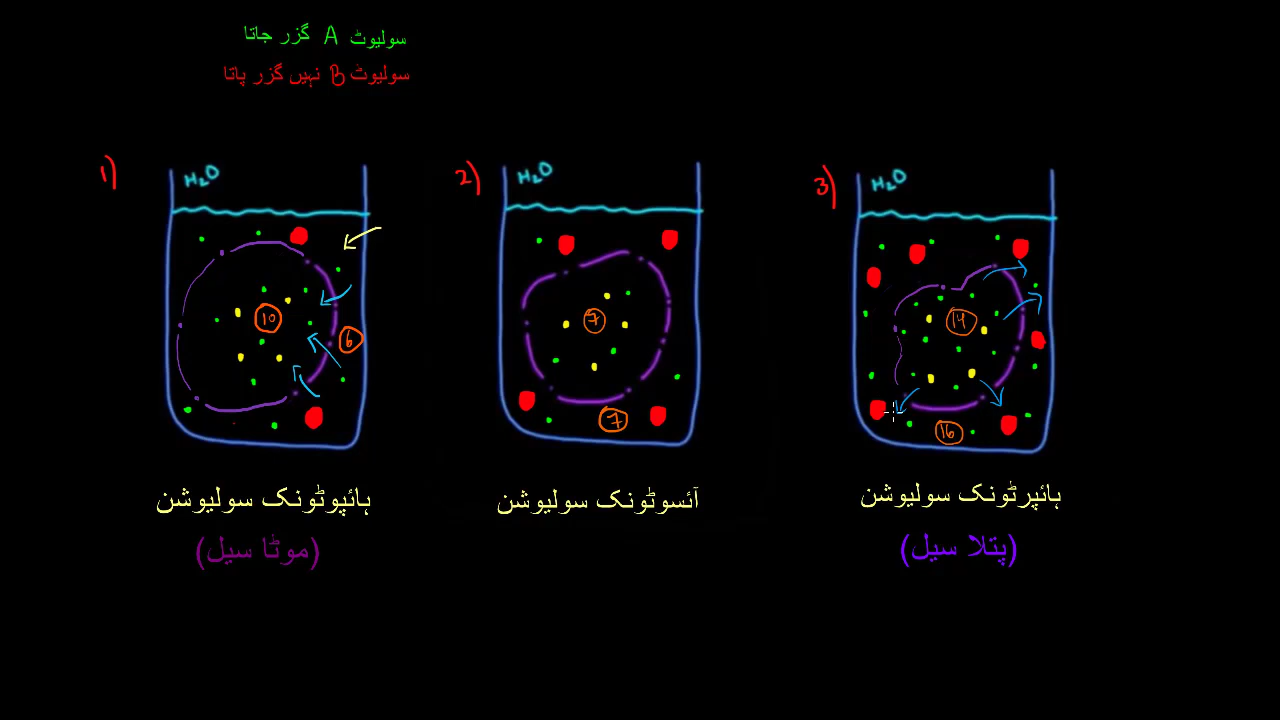 سولیوٹ A گزر جاتا
سولیوٹ B نہیں گزر پاتا
1)
H₂O
10
6
ہائپوٹونک سولیوشن
(موٹا سیل)
2)
H₂O
7
7
آئسوٹونک سولیوشن
3)
H₂O
14
16
ہائپرٹونک سولیوشن
(پتلا سیل)